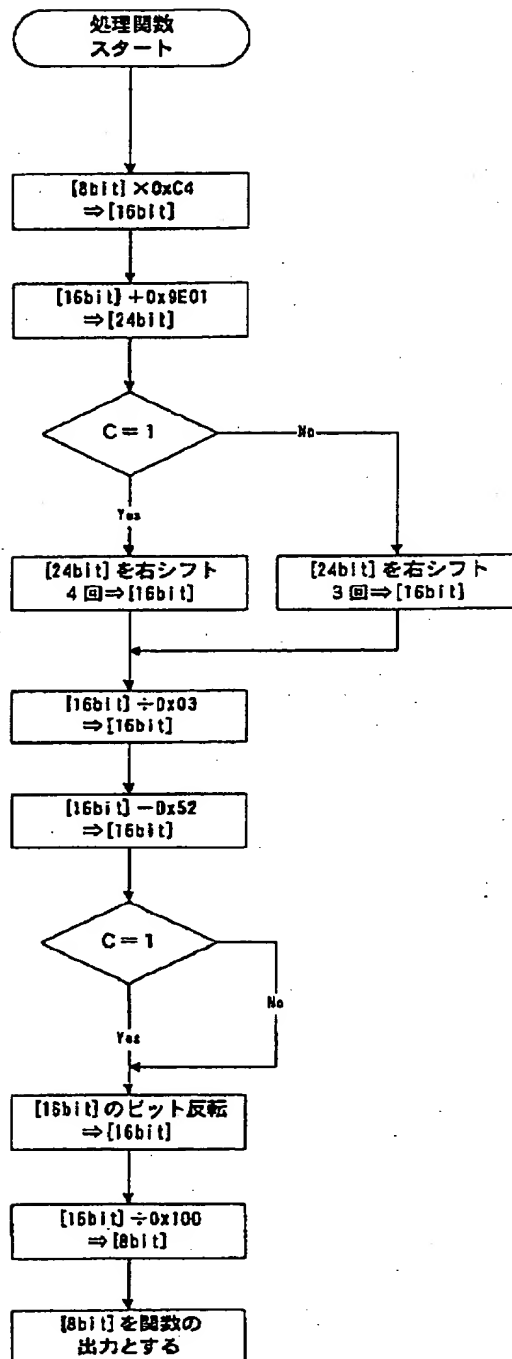 処理関数
スタート
[8bit]×0xC4
⇒[16bit]
[16bit]+0x9E01
⇒[24bit]
C=1
No
Yes
[24bit]を右シフト
4回⇒[16bit]
[24bit]を右シフト
3回⇒[16bit]
[16bit]÷0x03
⇒[16bit]
[16bit]-0x52
⇒[16bit]
C=1
No
Yes
[16bit]のビット反転
⇒[16bit]
[16bit]÷0x100
⇒[8bit]
[8bit]を関数の
出力とする